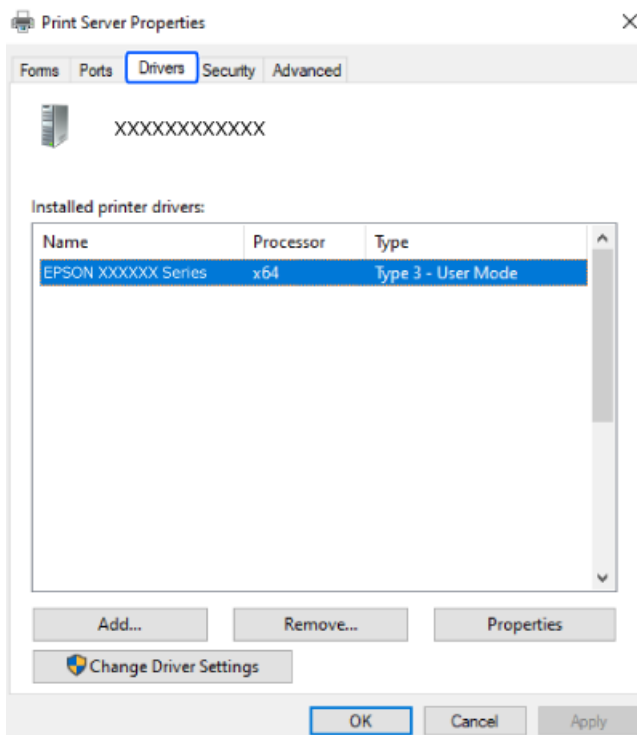 Print Server Properties
Forms Ports Drivers Security Advanced
XXXXXXXXXXXX
Installed printer drivers:
Name Processor Type
EPSON XXXXXX Series x64 Type 3 - User Mode
Add... Remove... Properties
Change Driver Settings
OK Cancel Apply